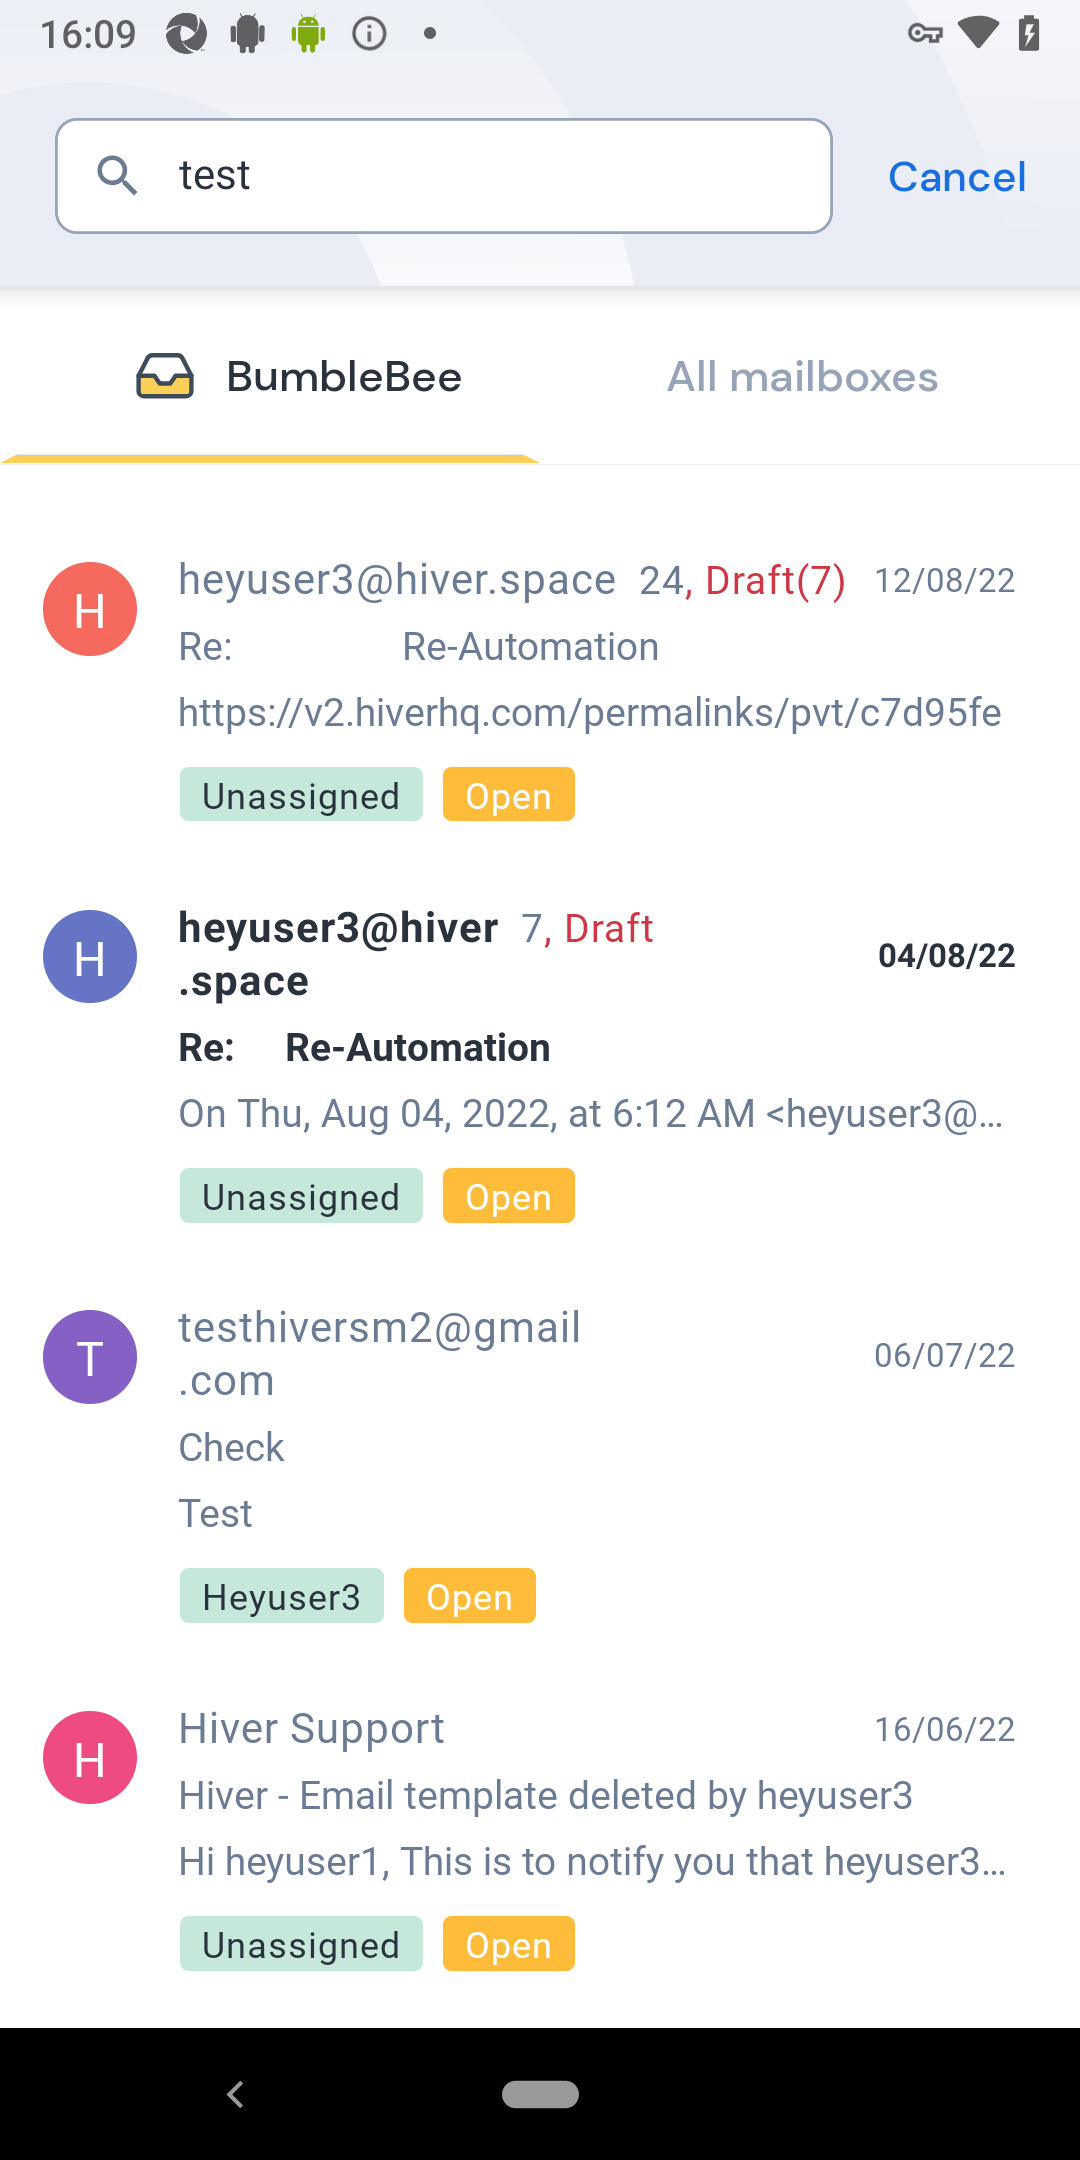 16:09
test
Cancel
BumbleBee
All mailboxes
H
heyuser3@hiver.space 24, Draft(7) 12/08/22
Re: Re-Automation
https://v2.hiverhq.com/permalinks/pvt/c7d95fe
Unassigned Open
H
heyuser3@hiver 7, Draft
.space
04/08/22
Re: Re-Automation
On Thu, Aug 04, 2022, at 6:12 AM <heyuser3@...
Unassigned Open
T
testhiversm2@gmail
.com
06/07/22
Check
Test
Heyuser3 Open
H
Hiver Support 16/06/22
Hiver - Email template deleted by heyuser3
Hi heyuser1, This is to notify you that heyuser3...
Unassigned Open